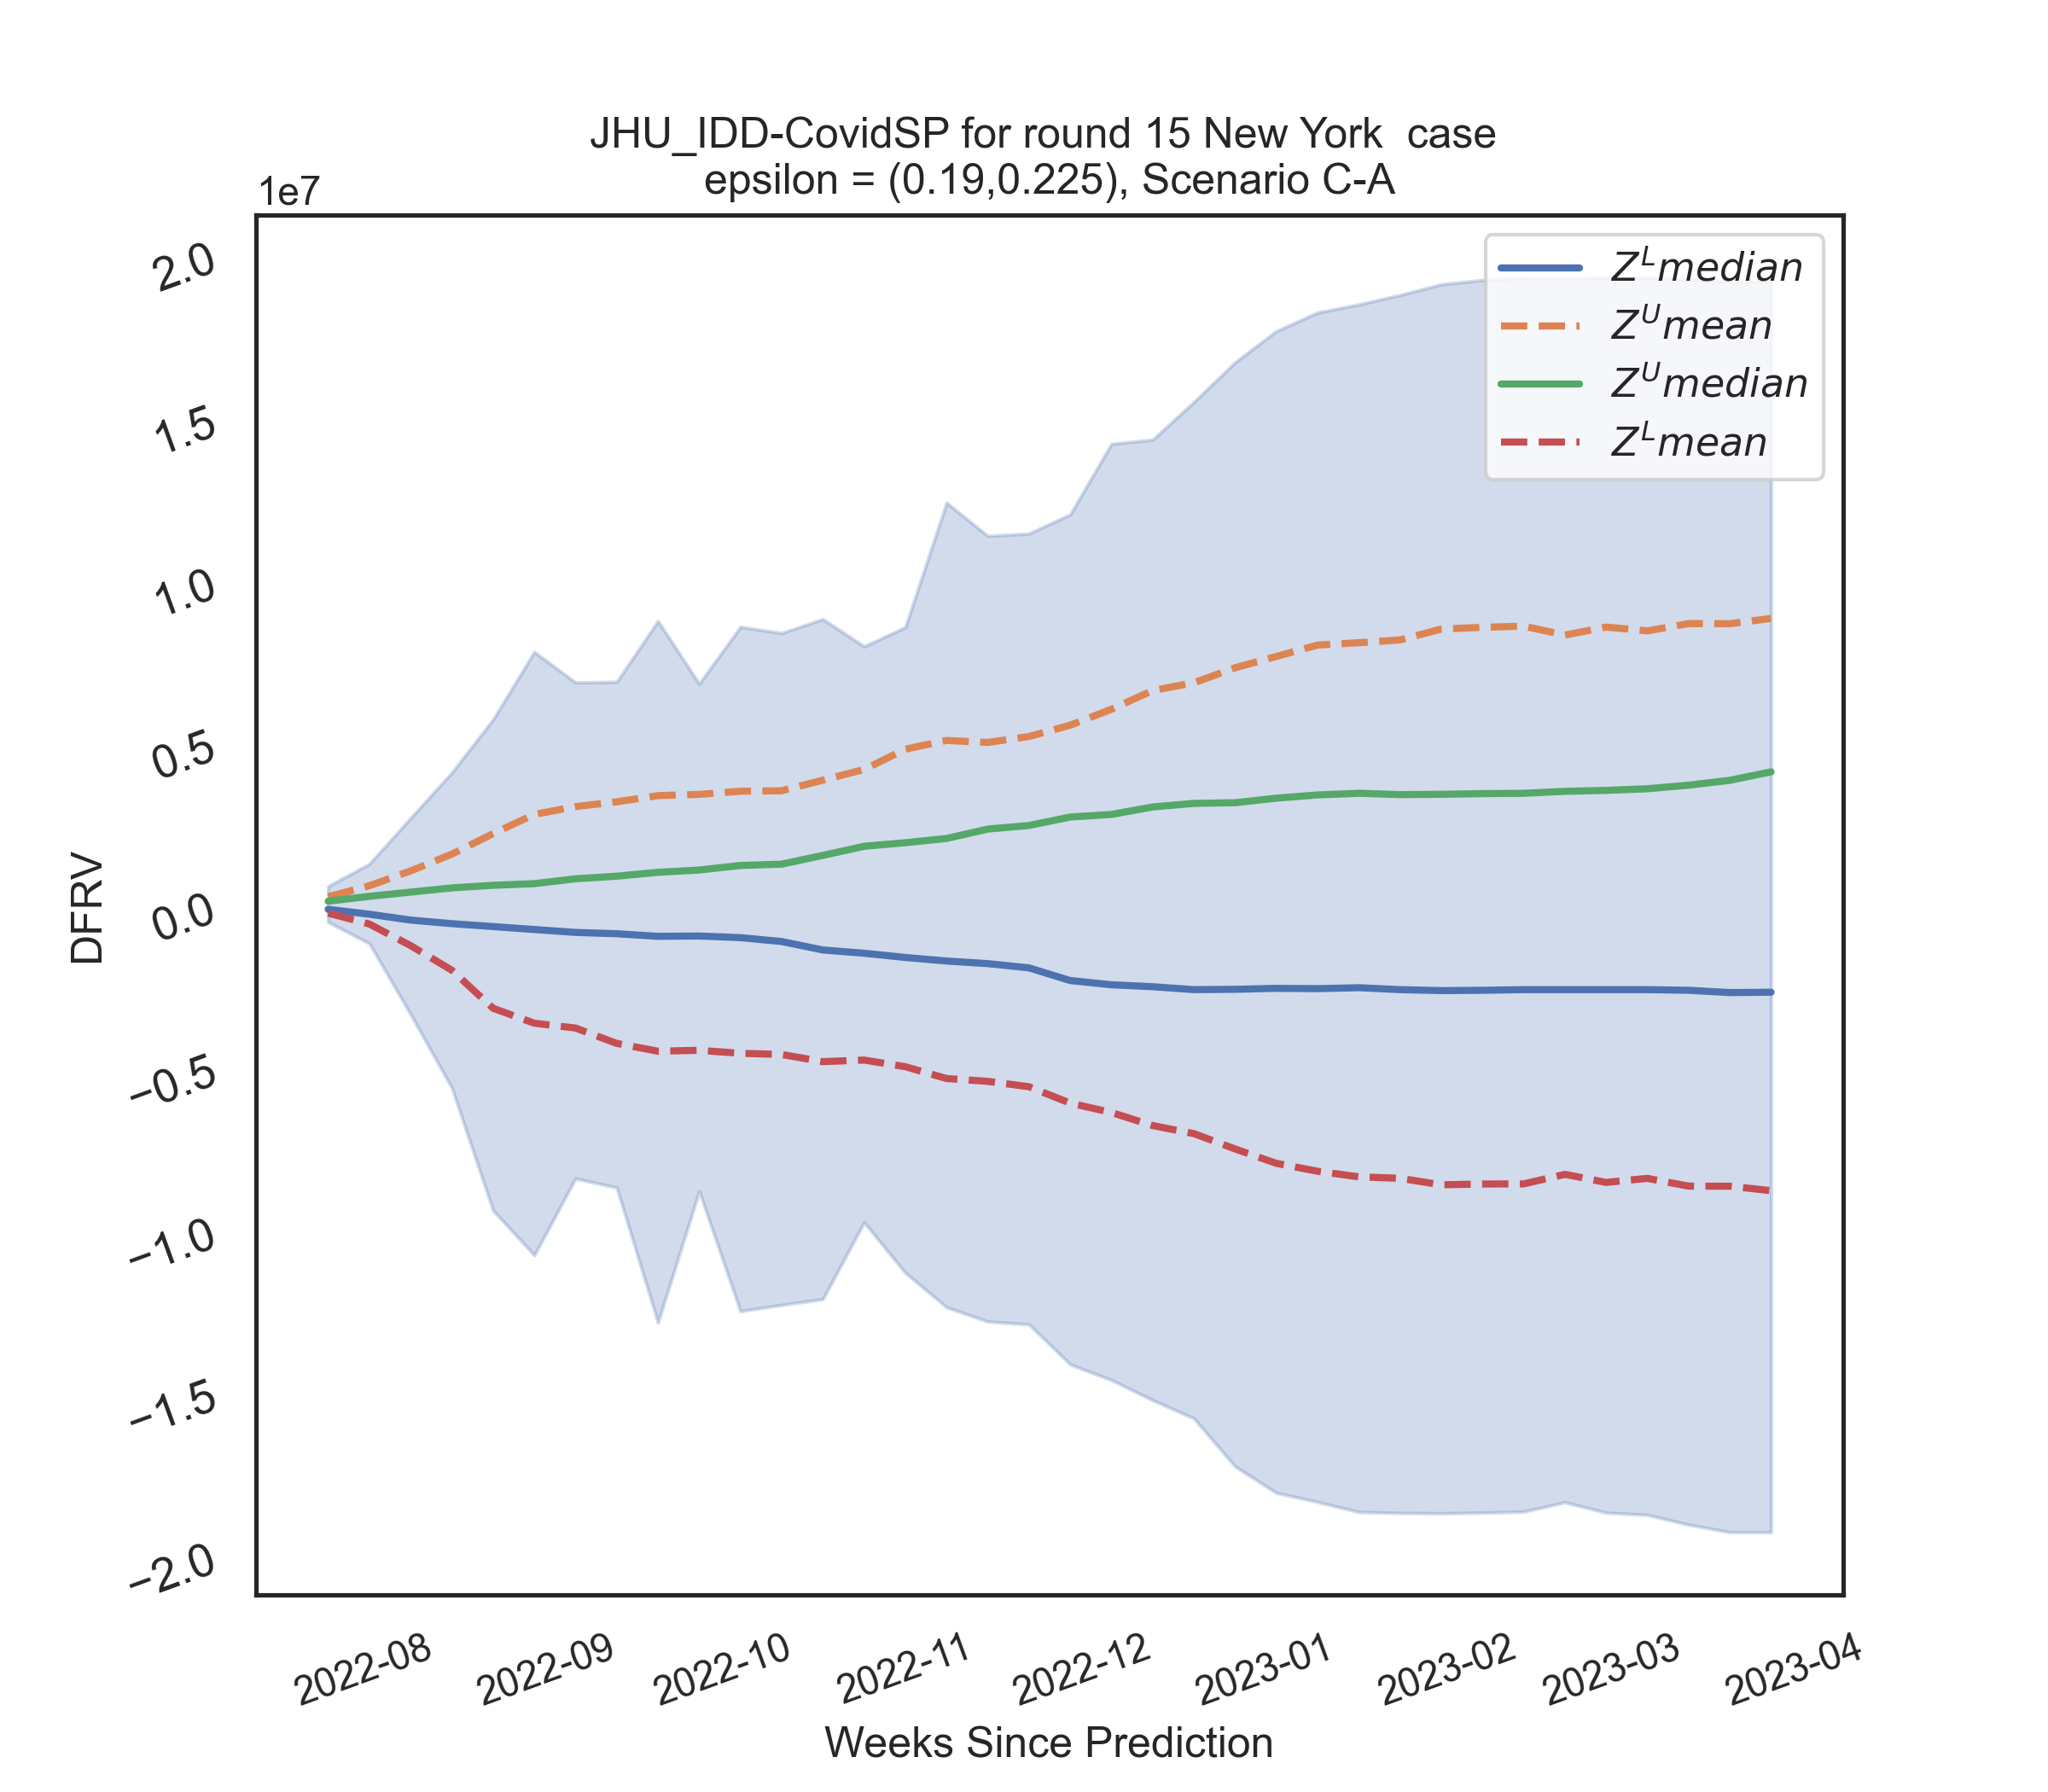 JHU_IDD-CovidSP for round 15 New York  case
epsilon = (0.19,0.225), Scenario C-A
1e7
Z^L median
Z^U mean
Z^U median
Z^L mean
2.0
1.5
1.0
0.5
0.0
−0.5
−1.0
−1.5
−2.0
DFRV
2022-08
2022-09
2022-10
2022-11
2022-12
2023-01
2023-02
2023-03
2023-04
Weeks Since Prediction